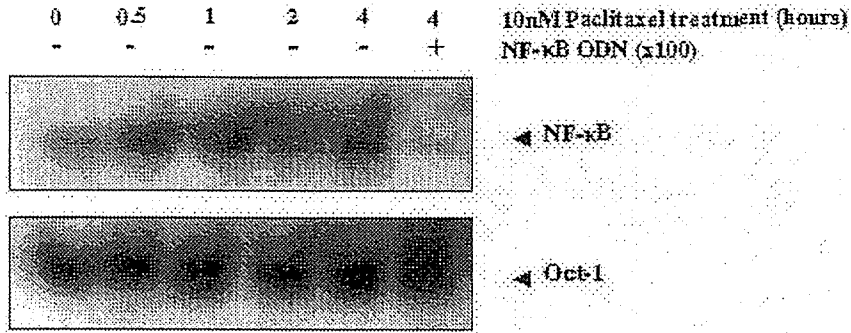 0 0.5 1 2 4 4 10nM Paclitaxel treatment (hours)
- - - - - + NF-κB ODN (x100)
◄ NF-κB
◄ Oct-1